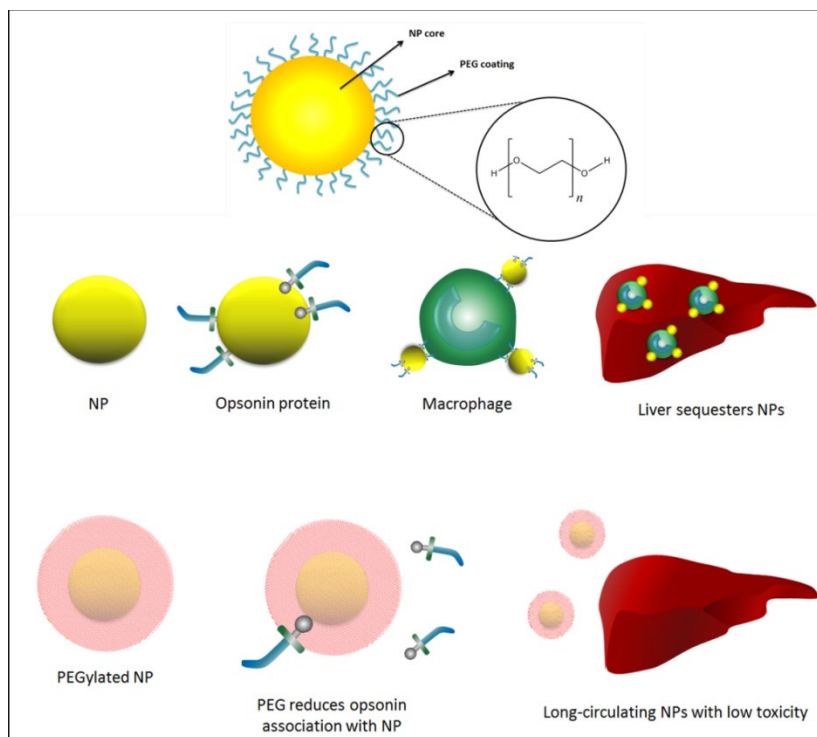 NP core
PEG coating
H
O
O
H
n
NP
Opsonin protein
Macrophage
Liver sequesters NPs
PEGylated NP
PEG reduces opsonin
association with NP
Long-circulating NPs with low toxicity